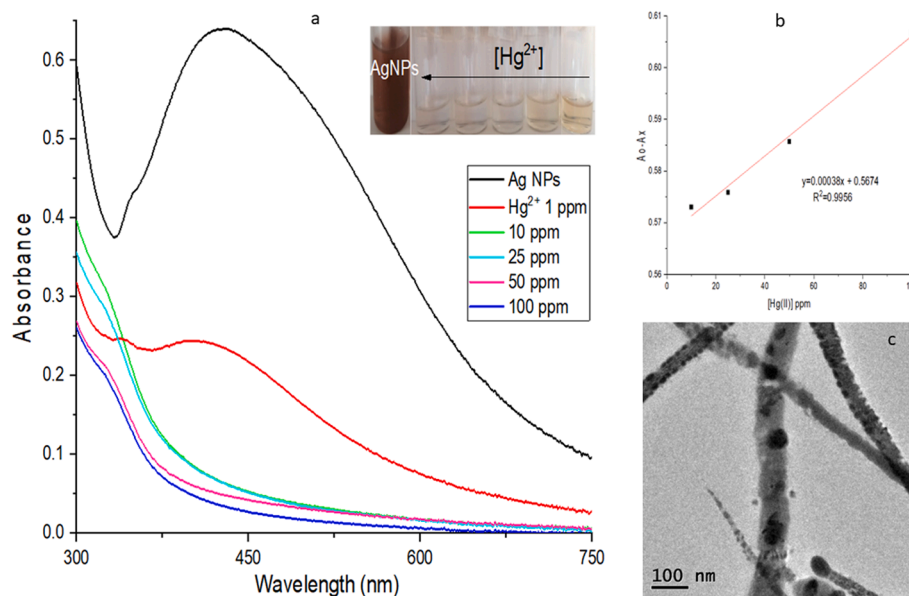 a
0.6
0.5
0.4
0.3
0.2
0.1
0.0
300
450
600
750
Absorbance
Wavelength (nm)
AgNPs
[Hg²⁺]
Ag NPs
Hg²⁺ 1 ppm
10 ppm
25 ppm
50 ppm
100 ppm
b
0.61
0.60
0.59
0.58
0.57
0.56
Ao-Ax
y=0.00038x + 0.5674
R²=0.9956
0
20
40
60
80
[Hg(II)] ppm
c
100 nm